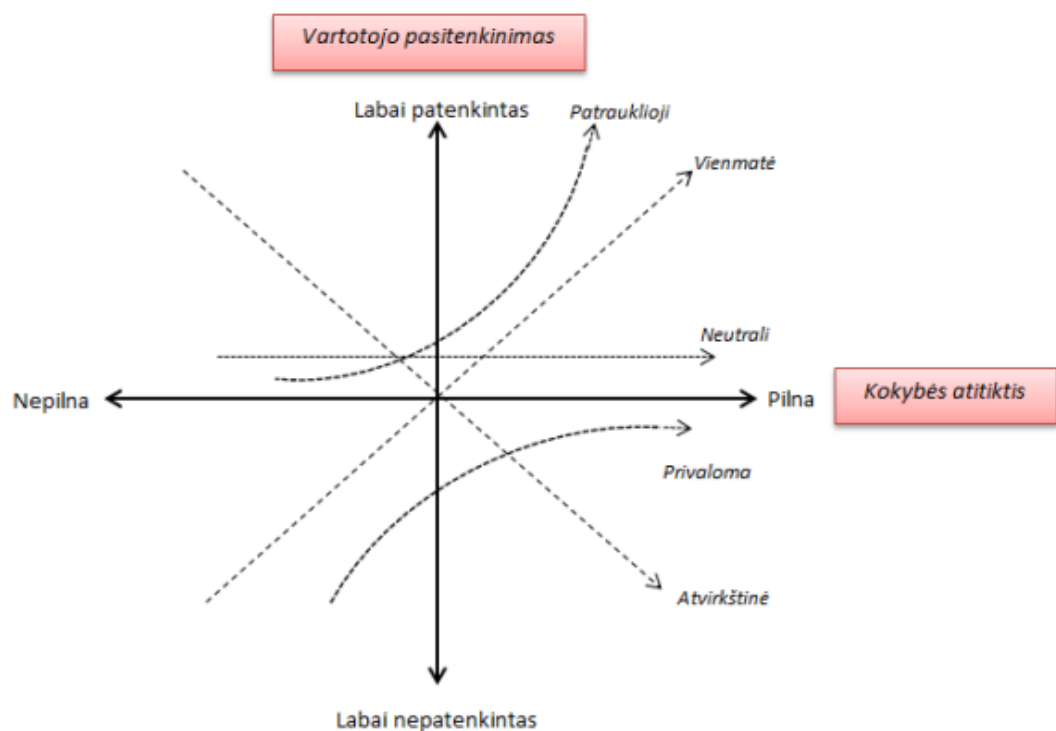 Vartotojo pasitenkinimas
Labai patenkintas
Patrauklioji
Vienmatė
Neutrali
Nepilna
Pilna
Kokybės atitiktis
Privaloma
Atvirkštinė
Labai nepatenkintas